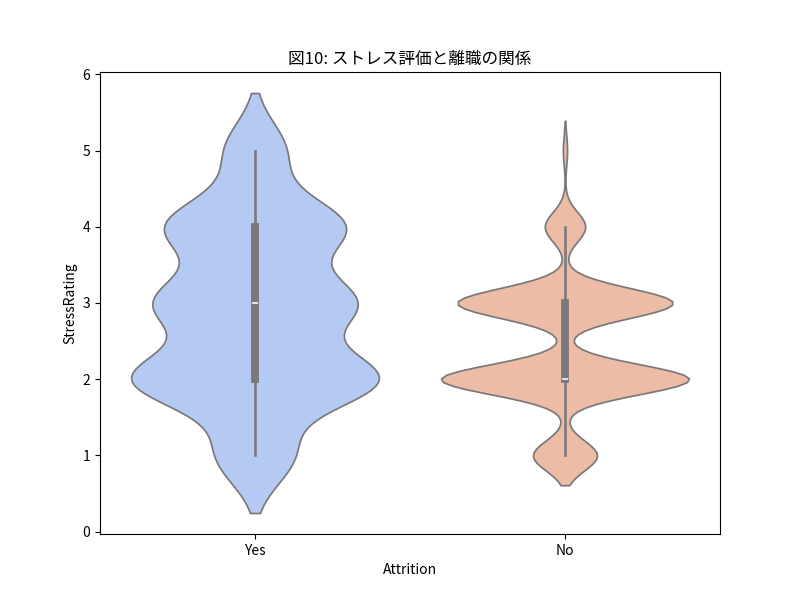 図10: ストレス評価と離職の関係
StressRating
6
5
4
3
2
1
0
Yes
No
Attrition